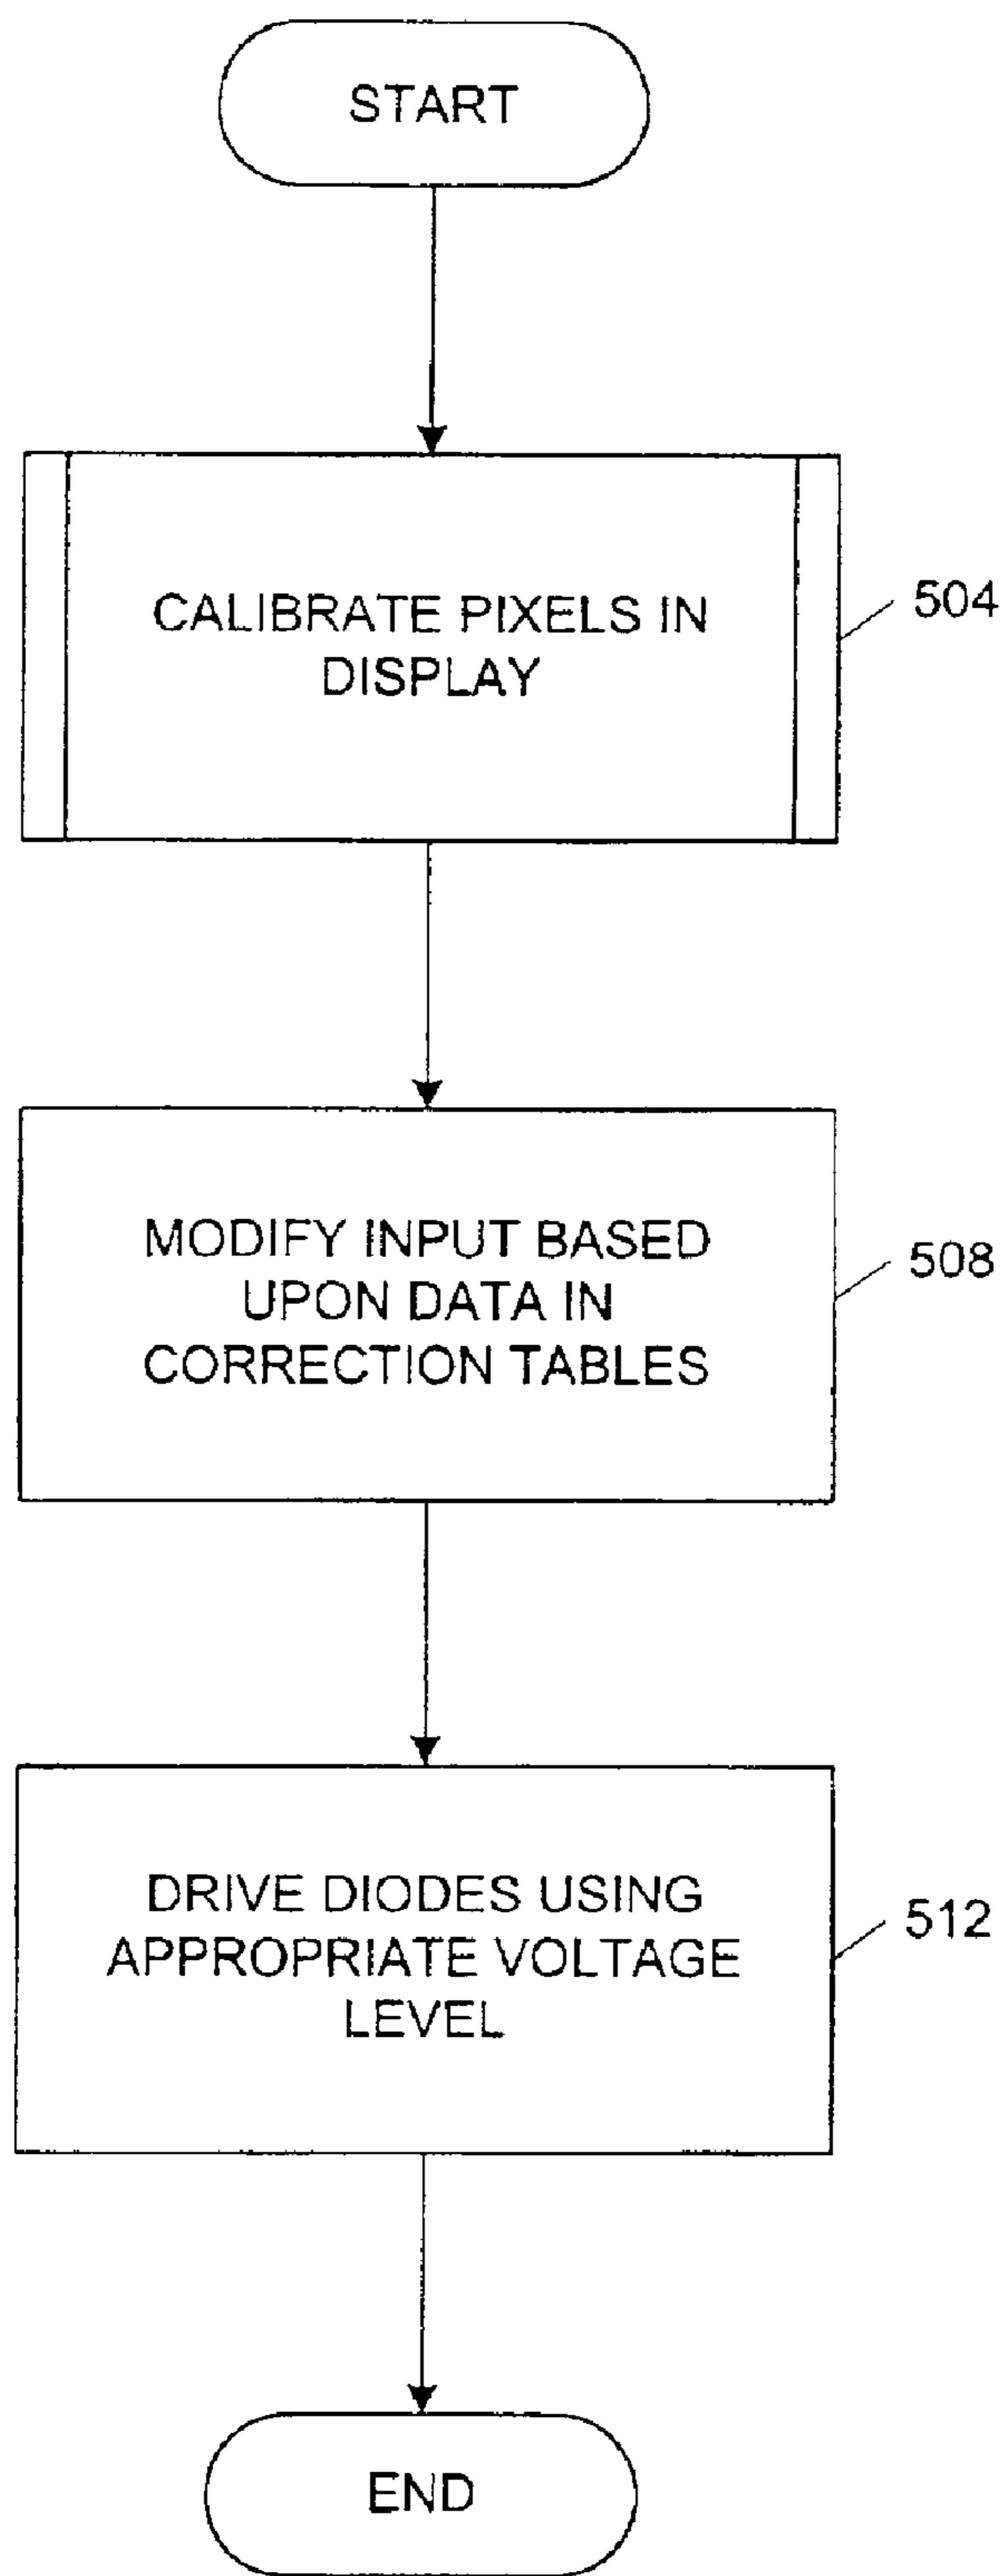 START
CALIBRATE PIXELS IN
DISPLAY
504
MODIFY INPUT BASED
UPON DATA IN
CORRECTION TABLES
508
DRIVE DIODES USING
APPROPRIATE VOLTAGE
LEVEL
512
END